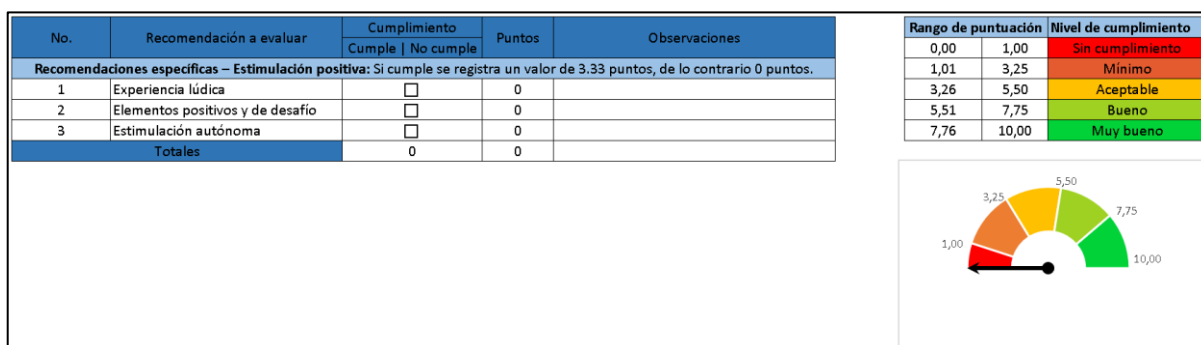 No. Recomendación a evaluar Cumplimiento Puntos Observaciones
Cumple | No cumple
Recomendaciones específicas – Estimulación positiva: Si cumple se registra un valor de 3.33 puntos, de lo contrario 0 puntos.
1 Experiencia lúdica 0
2 Elementos positivos y de desafío 0
3 Estimulación autónoma 0
Totales 0 0
Rango de puntuación Nivel de cumplimiento
0,00 1,00 Sin cumplimiento
1,01 3,25 Mínimo
3,26 5,50 Aceptable
5,51 7,75 Bueno
7,76 10,00 Muy bueno
5,50
3,25
7,75
1,00
10,00